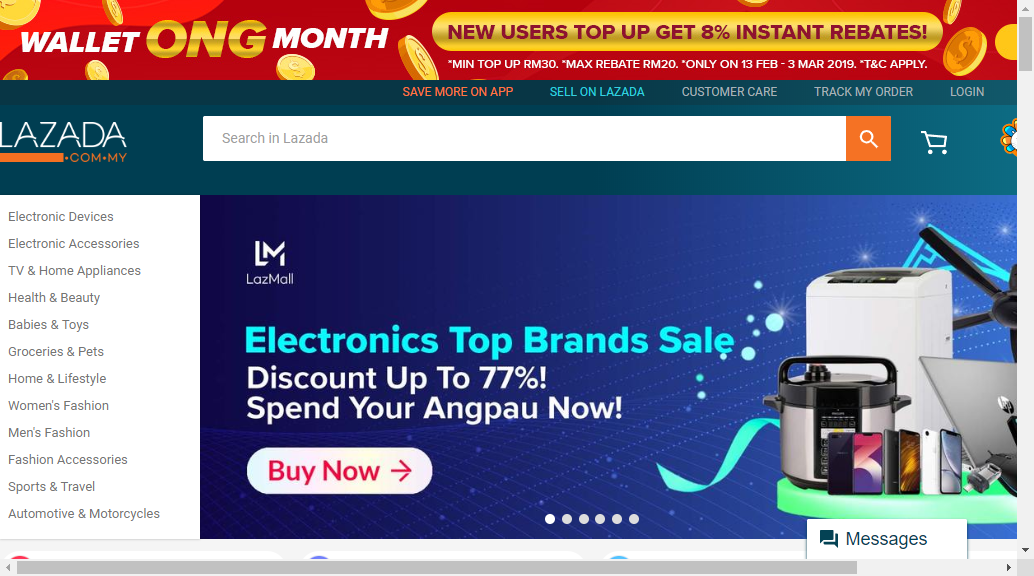 WALLET ONG MONTH
NEW USERS TOP UP GET 8% INSTANT REBATES!
*MIN TOP UP RM30. *MAX REBATE RM20. *ONLY ON 13 FEB - 3 MAR 2019. *T&C APPLY.
SAVE MORE ON APP
SELL ON LAZADA
CUSTOMER CARE
TRACK MY ORDER
LOGIN
LAZADA
.COM.MY
Search in Lazada
Electronic Devices
Electronic Accessories
TV & Home Appliances
Health & Beauty
Babies & Toys
Groceries & Pets
Home & Lifestyle
Women's Fashion
Men's Fashion
Fashion Accessories
Sports & Travel
Automotive & Motorcycles
LM
LazMall
Electronics Top Brands Sale
Discount Up To 77%!
Spend Your Angpau Now!
Buy Now →
Messages